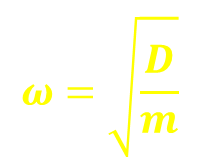 ω = √(D/m)